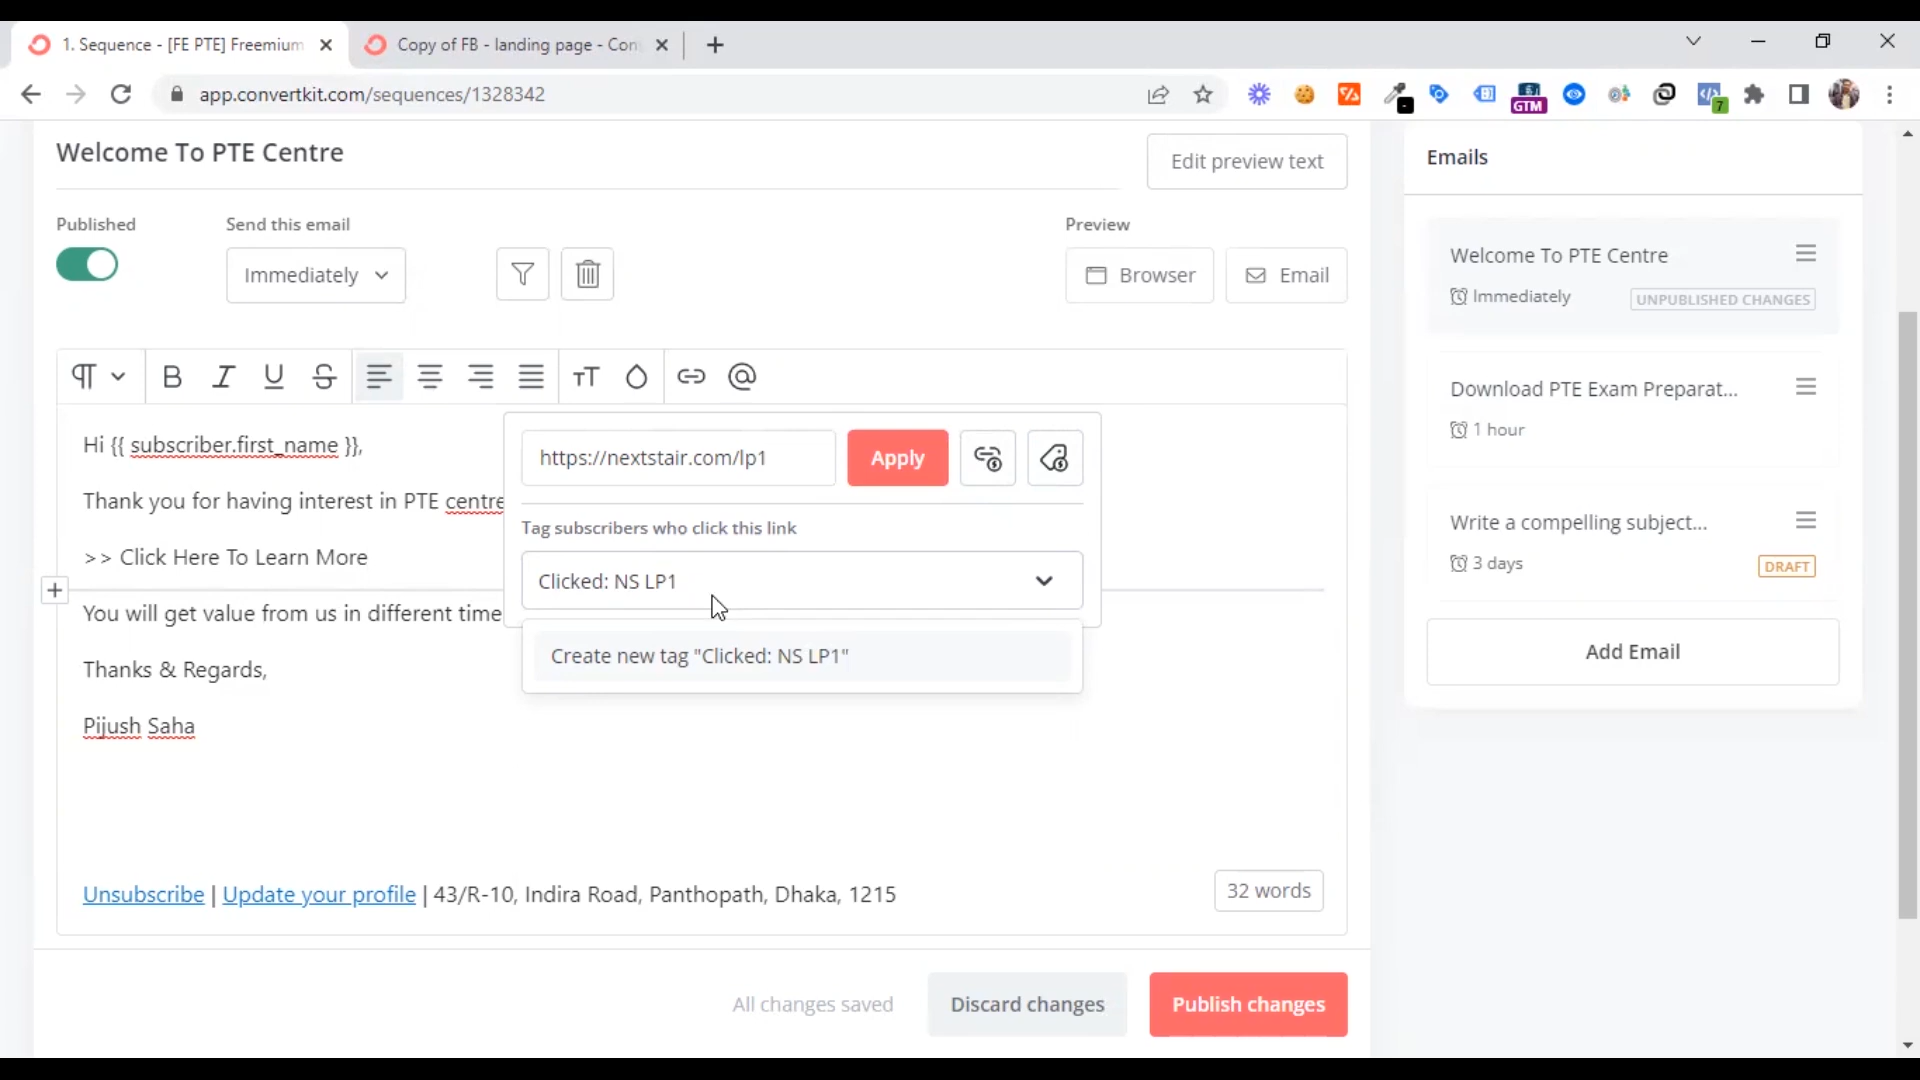 1. Sequence - [FE PTE] Freemium
Copy of FB - landing page - Con
app.convertkit.com/sequences/1328342
GTM
7
Welcome To PTE Centre
Edit preview text
Published
Send this email
Immediately
Preview
Browser
Email
Hi {{ subscriber.first_name }},
Thank you for having interest in PTE centre
>> Click Here To Learn More
You will get value from us in different time
Thanks & Regards,
Pijush Saha
https://nextstair.com/lp1
Apply
Tag subscribers who click this link
Clicked: NS LP1
Create new tag "Clicked: NS LP1"
Unsubscribe | Update your profile | 43/R-10, Indira Road, Panthopath, Dhaka, 1215
32 words
All changes saved
Discard changes
Publish changes
Emails
Welcome To PTE Centre
Immediately
UNPUBLISHED CHANGES
Download PTE Exam Preparat...
1 hour
Write a compelling subject...
3 days
DRAFT
Add Email